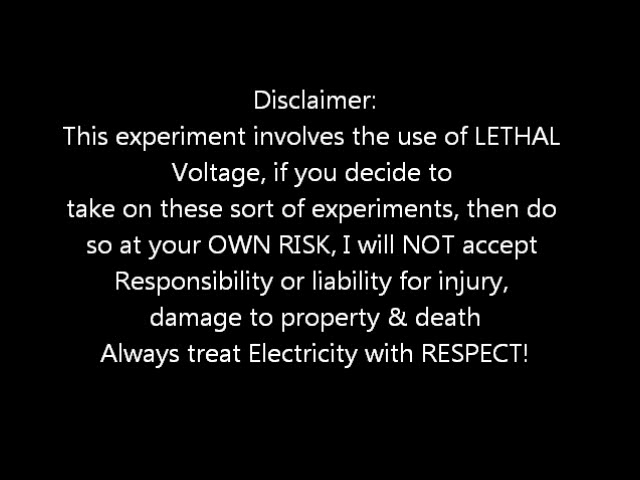 Disclaimer:
This experiment involves the use of LETHAL
Voltage, if you decide to
take on these sort of experiments, then do
so at your OWN RISK, I will NOT accept
Responsibility or liability for injury,
damage to property & death
Always treat Electricity with RESPECT!